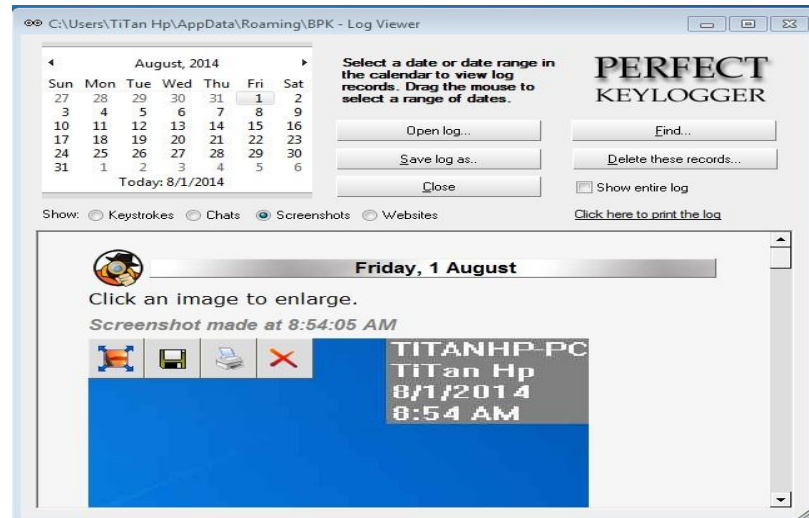 C:\Users\TiTan Hp\AppData\Roaming\BPK - Log Viewer
August, 2014
Sun Mon Tue Wed Thu Fri Sat
27 28 29 30 31 1 2
3 4 5 6 7 8 9
10 11 12 13 14 15 16
17 18 19 20 21 22 23
24 25 26 27 28 29 30
31 1 2 3 4 5 6
Today: 8/1/2014
Select a date or date range in
the calendar to view log
records. Drag the mouse to
select a range of dates.
PERFECT
KEYLOGGER
Open log...
Find...
Save log as..
Delete these records...
Close
Show entire log
Show: Keystrokes Chats Screenshots Websites
Click here to print the log
Friday, 1 August
Click an image to enlarge.
Screenshot made at 8:54:05 AM
TITANHP-PC
TiTan Hp
8/1/2014
8:54 AM